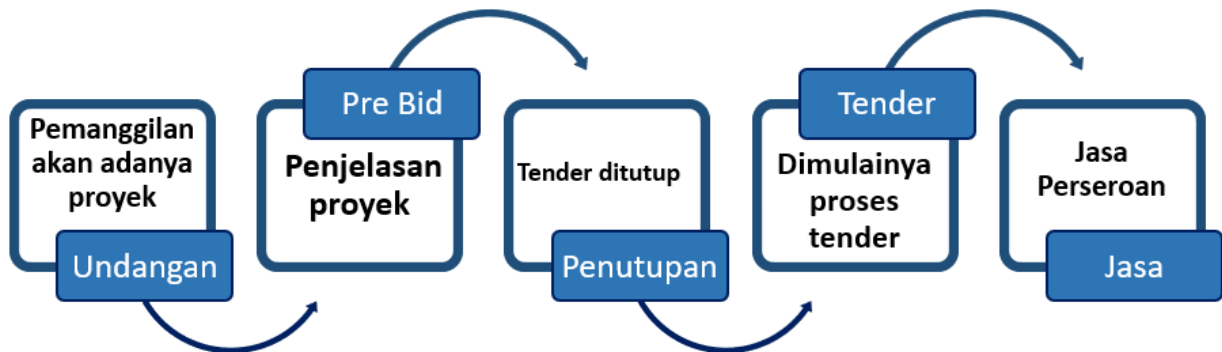 Pemanggilan
akan adanya
proyek
Undangan
Pre Bid
Penjelasan
proyek
Tender ditutup
Penutupan
Tender
Dimulainya
proses
tender
Jasa
Perseroan
Jasa